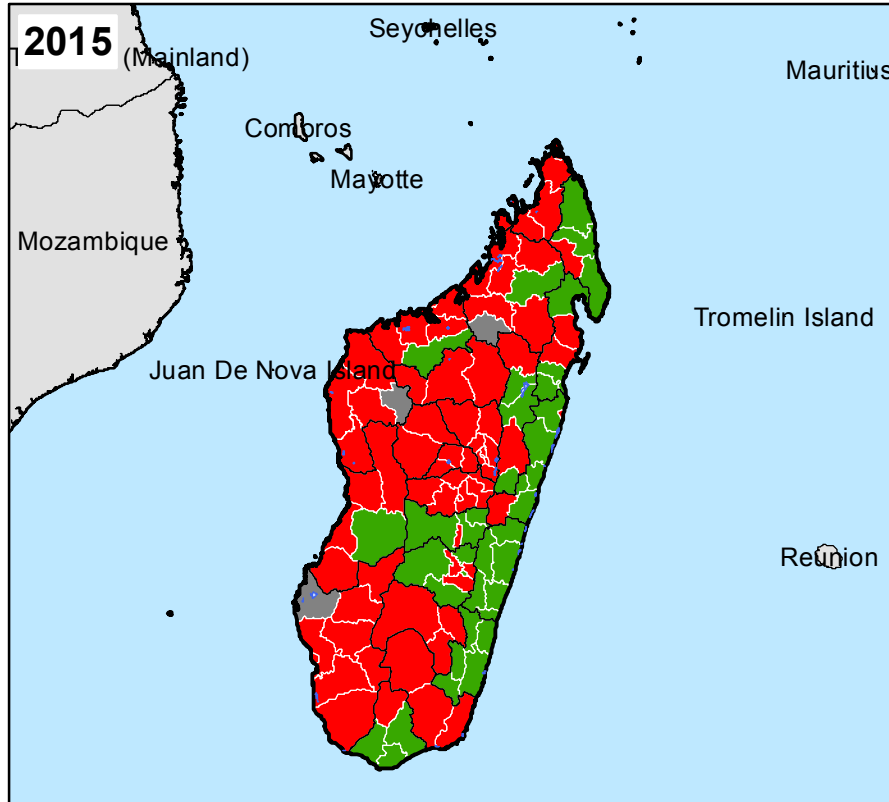 2015
(Mainland)
Seychelles
Mauritius
Comoros
Mayotte
Mozambique
Tromelin Island
Juan De Nova Island
Reunion